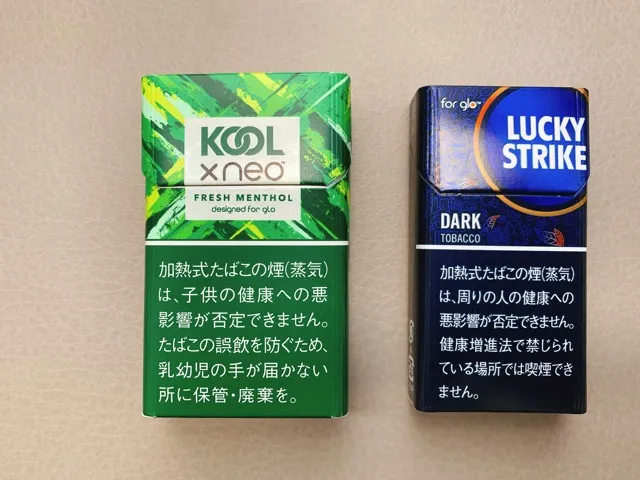 KOOL
x neo™
FRESH MENTHOL
designed for glo
加熱式たばこの煙(蒸気)
は、子供の健康への悪
影響が否定できません。
たばこの誤飲を防ぐため、
乳幼児の手が届かない
所に保管・廃棄を。
for glo™
LUCKY
STRIKE
DARK
TOBACCO
加熱式たばこの煙(蒸気)
は、周りの人の健康への
悪影響が否定できません。
健康増進法で禁じられ
ている場所では喫煙でき
ません。